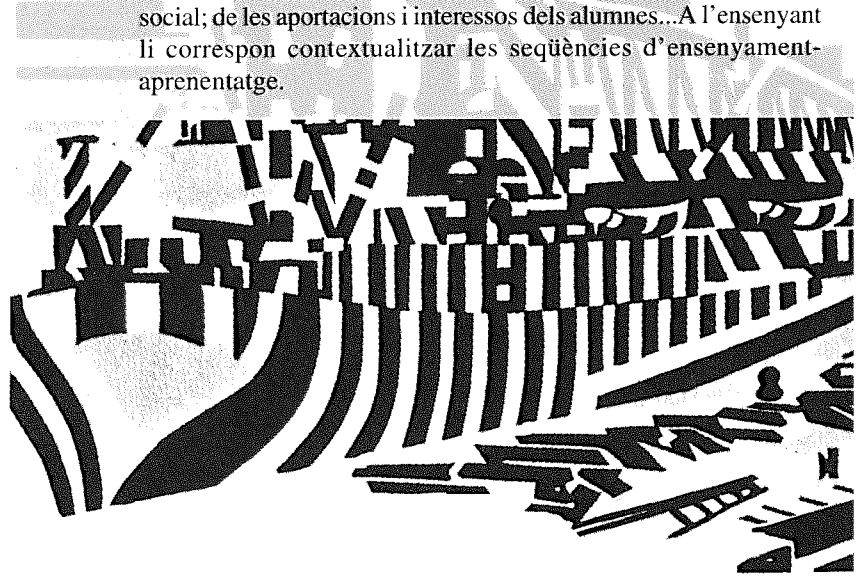 social; de les aportacions i interessos dels alumnes...A l’ensenyant
li correspon contextualitzar les seqüències d’ensenyament-
aprenentatge.